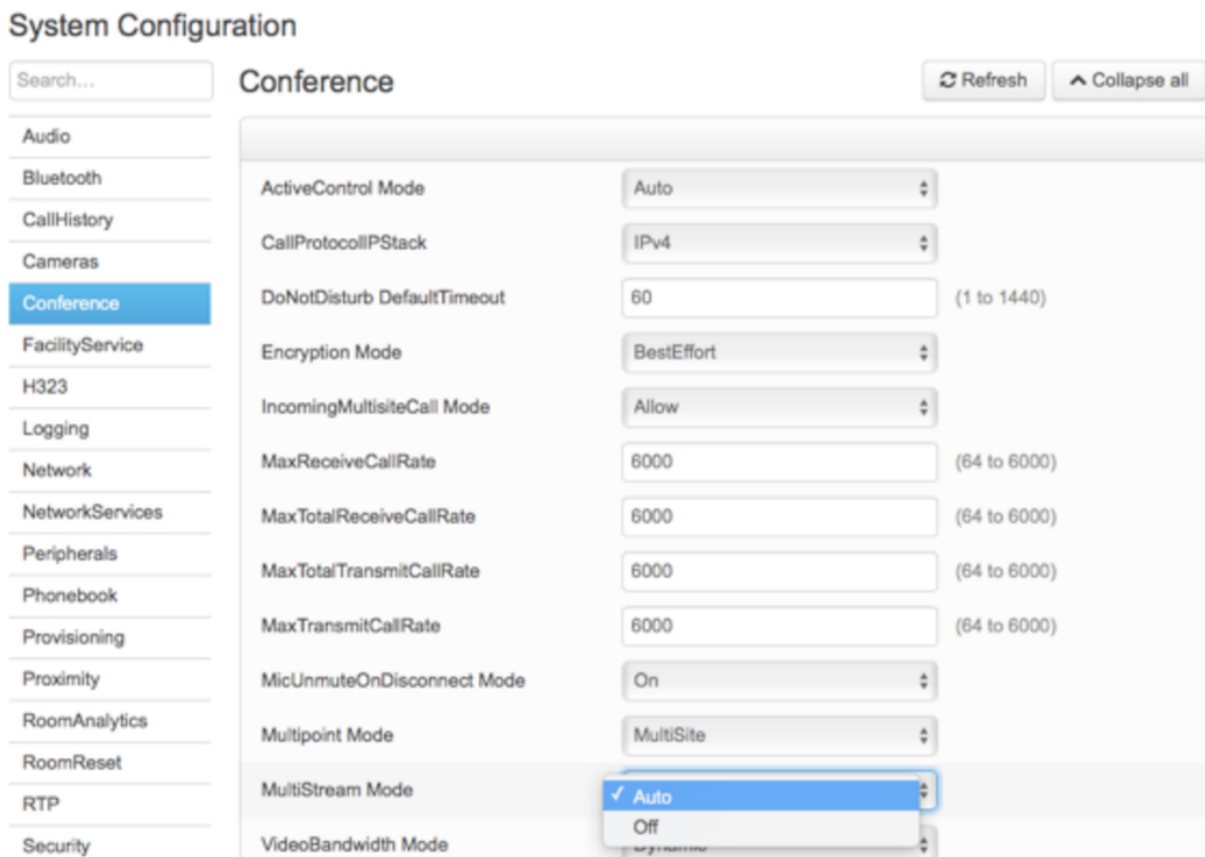 System Configuration
Search...
Conference
Refresh
Collapse all
Audio
Bluetooth
CallHistory
Cameras
Conference
FacilityService
H323
Logging
Network
NetworkServices
Peripherals
Phonebook
Provisioning
Proximity
RoomAnalytics
RoomReset
RTP
Security
ActiveControl Mode Auto
CallProtocolIPStack IPv4
DoNotDisturb DefaultTimeout 60 (1 to 1440)
Encryption Mode BestEffort
IncomingMultisiteCall Mode Allow
MaxReceiveCallRate 6000 (64 to 6000)
MaxTotalReceiveCallRate 6000 (64 to 6000)
MaxTotalTransmitCallRate 6000 (64 to 6000)
MaxTransmitCallRate 6000 (64 to 6000)
MicUnmuteOnDisconnect Mode On
Multipoint Mode MultiSite
MultiStream Mode ✓ Auto
Off
VideoBandwidth Mode Dynamic